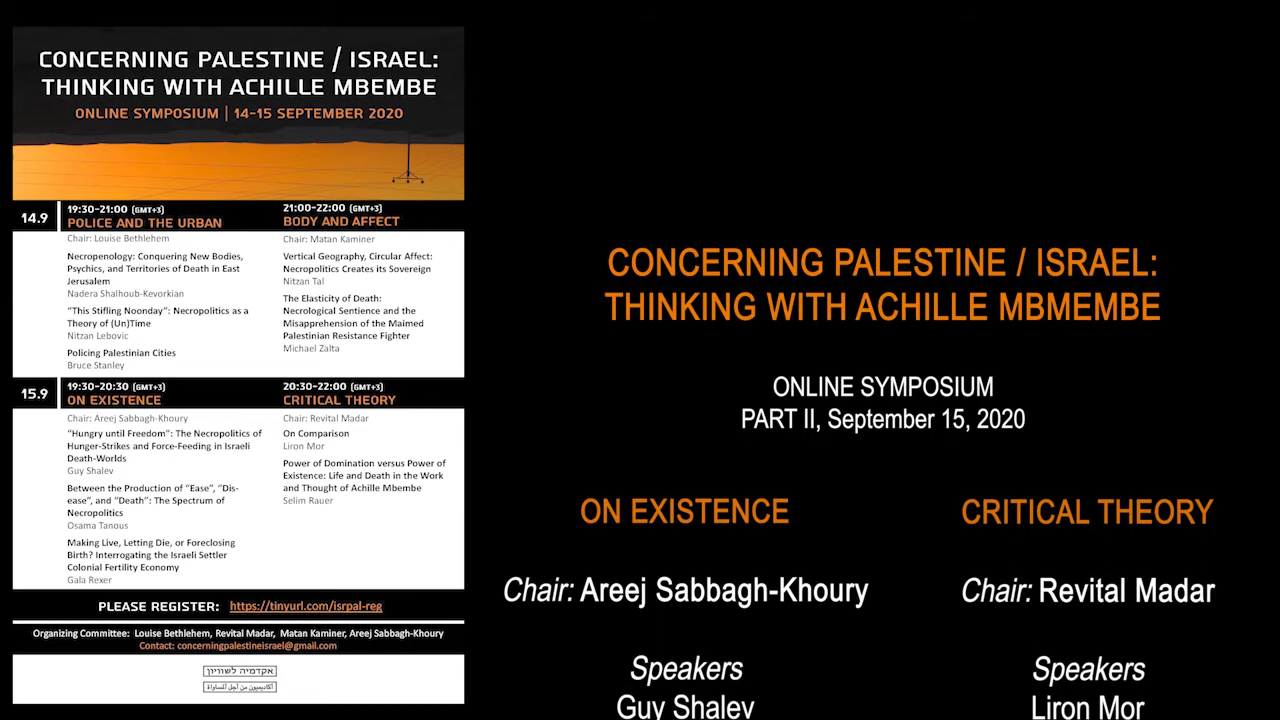 CONCERNING PALESTINE / ISRAEL:
THINKING WITH ACHILLE MBEMBE
ONLINE SYMPOSIUM | 14-15 SEPTEMBER 2020
14.9
19:30-21:00 (GMT+3)
POLICE AND THE URBAN
Chair: Louise Bethlehem
Necropenology: Conquering New Bodies,
Psychics, and Territories of Death in East
Jerusalem
Nadera Shalhoub-Kevorkian
"This Stifling Noonday": Necropolitics as a
Theory of (Un)Time
Nitzan Lebovic
Policing Palestinian Cities
Bruce Stanley
21:00-22:00 (GMT+3)
BODY AND AFFECT
Chair: Matan Kaminer
Vertical Geography, Circular Affect:
Necropolitics Creates its Sovereign
Nitzan Tal
The Elasticity of Death:
Necrological Sentience and the
Misapprehension of the Maimed
Palestinian Resistance Fighter
Michael Zalta
15.9
19:30-20:30 (GMT+3)
ON EXISTENCE
Chair: Areej Sabbagh-Khoury
"Hungry until Freedom": The Necropolitics of
Hunger-Strikes and Force-Feeding in Israeli
Death-Worlds
Guy Shalev
Between the Production of "Ease", "Dis-
ease", and "Death": The Spectrum of
Necropolitics
Osama Tanous
Making Live, Letting Die, or Foreclosing
Birth? Interrogating the Israeli Settler
Colonial Fertility Economy
Gala Rexer
20:30-22:00 (GMT+3)
CRITICAL THEORY
Chair: Revital Madar
On Comparison
Liron Mor
Power of Domination versus Power of
Existence: Life and Death in the Work
and Thought of Achille Mbembe
Selim Rauer
PLEASE REGISTER: https://tinyurl.com/isrpal-reg
Organizing Committee: Louise Bethlehem, Revital Madar, Matan Kaminer, Areej Sabbagh-Khoury
Contact: concerningpalestineisrael@gmail.com
אקדמיה לשוויון
أكاديميون من أجل المساواة
CONCERNING PALESTINE / ISRAEL:
THINKING WITH ACHILLE MBMEMBE
ONLINE SYMPOSIUM
PART II, September 15, 2020
ON EXISTENCE
Chair: Areej Sabbagh-Khoury
Speakers
Guy Shalev
CRITICAL THEORY
Chair: Revital Madar
Speakers
Liron Mor